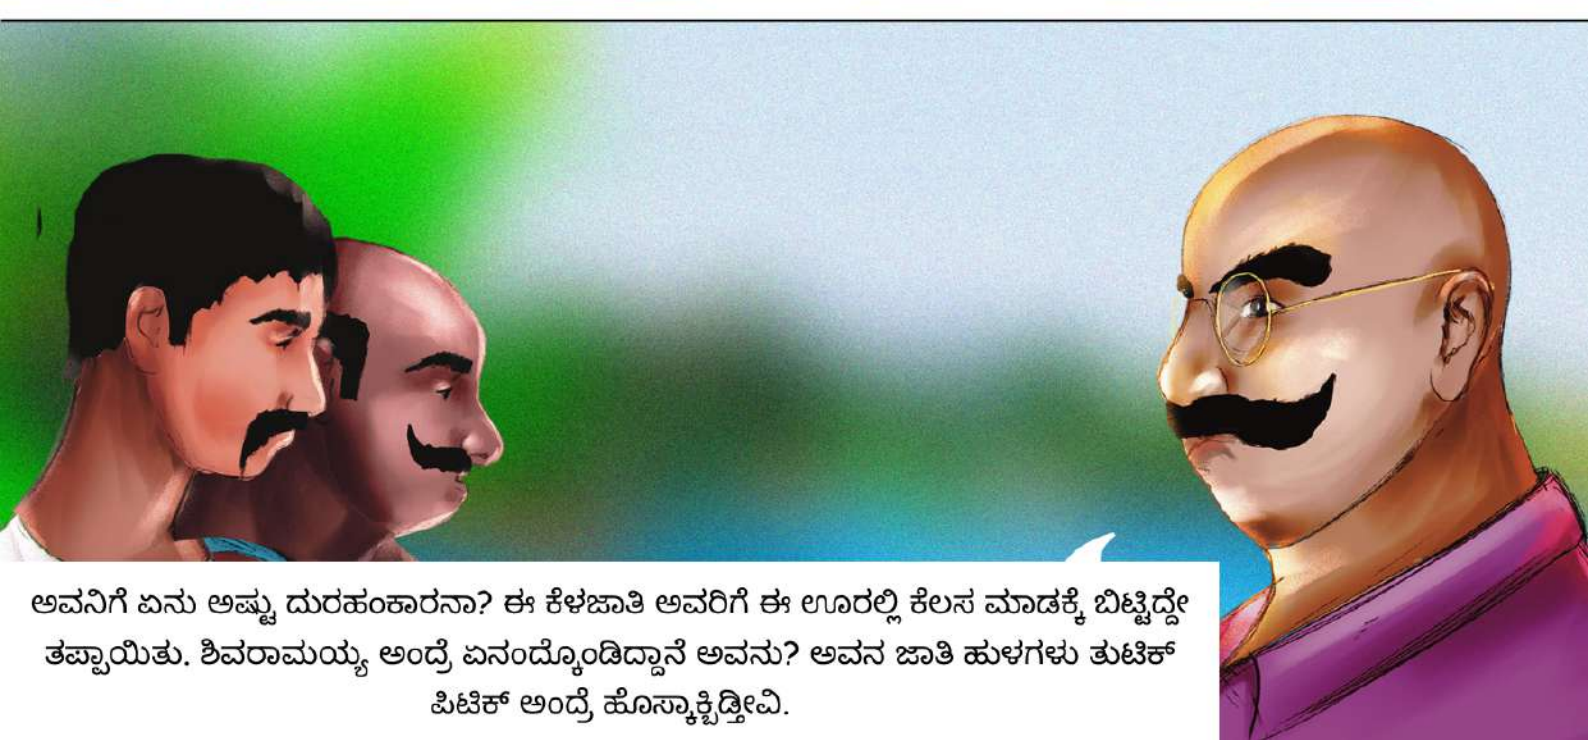 ಅವನಿಗೆ ಏನು ಅಷ್ಟು ದುರಹಂಕಾರನಾ? ಈ ಕೆಳಜಾತಿ ಅವರಿಗೆ ಈ ಊರಲ್ಲಿ ಕೆಲಸ ಮಾಡಕ್ಕೆ ಬಿಟ್ಟಿದ್ದೇ
ತಪ್ಪಾಯಿತು. ಶಿವರಾಮಯ್ಯ ಅಂದ್ರೆ ಏನಂದ್ಕೊಂಡಿದ್ದಾನೆ ಅವನು? ಅವನ ಜಾತಿ ಹುಳಗಳು ತುಟಿಕ್
ಪಿಟಿಕ್ ಅಂದ್ರೆ ಹೊಸ್ಕಾಕ್ಬಿಡ್ತೀವಿ.